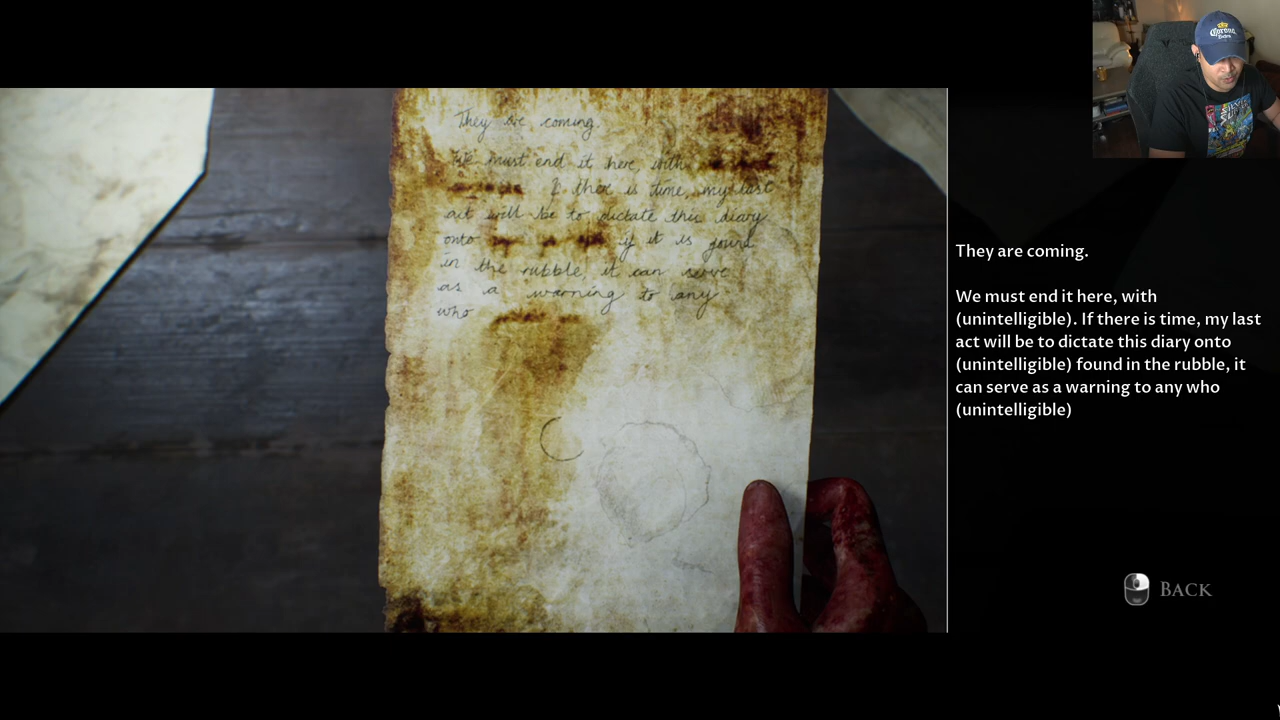 They are coming.
We must end it here, with
If there is time, my last
act will be to dictate this diary
onto if it is found
in the rubble, it can serve
as a warning to any
who
They are coming.
We must end it here, with
(unintelligible). If there is time, my last
act will be to dictate this diary onto
(unintelligible) found in the rubble, it
can serve as a warning to any who
(unintelligible)
BACK
Corona
SILVER